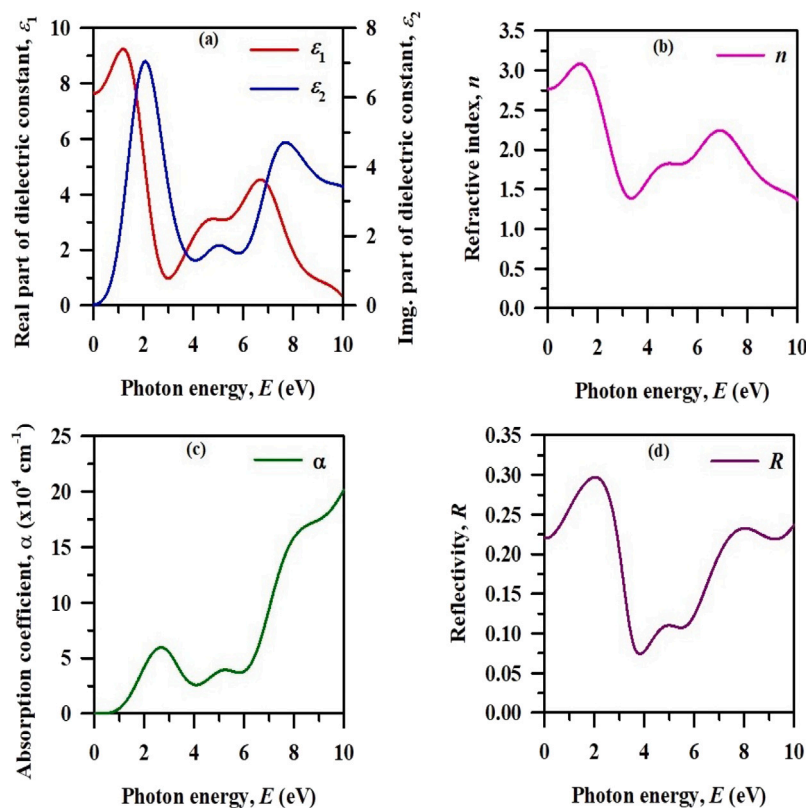 (a)
ε1
ε2
Real part of dielectric constant, ε1
Img. part of dielectric constant, ε2
10
8
6
4
2
0
8
6
4
2
0
0 2 4 6 8 10
Photon energy, E (eV)
(b)
n
Refractive index, n
3.5
3.0
2.5
2.0
1.5
1.0
0.5
0.0
0 2 4 6 8 10
Photon energy, E (eV)
(c)
α
Absorption coefficient, α (x10⁴ cm⁻¹)
25
20
15
10
5
0
0 2 4 6 8 10
Photon energy, E (eV)
(d)
R
Reflectivity, R
0.35
0.30
0.25
0.20
0.15
0.10
0.05
0.00
0 2 4 6 8 10
Photon energy, E (eV)